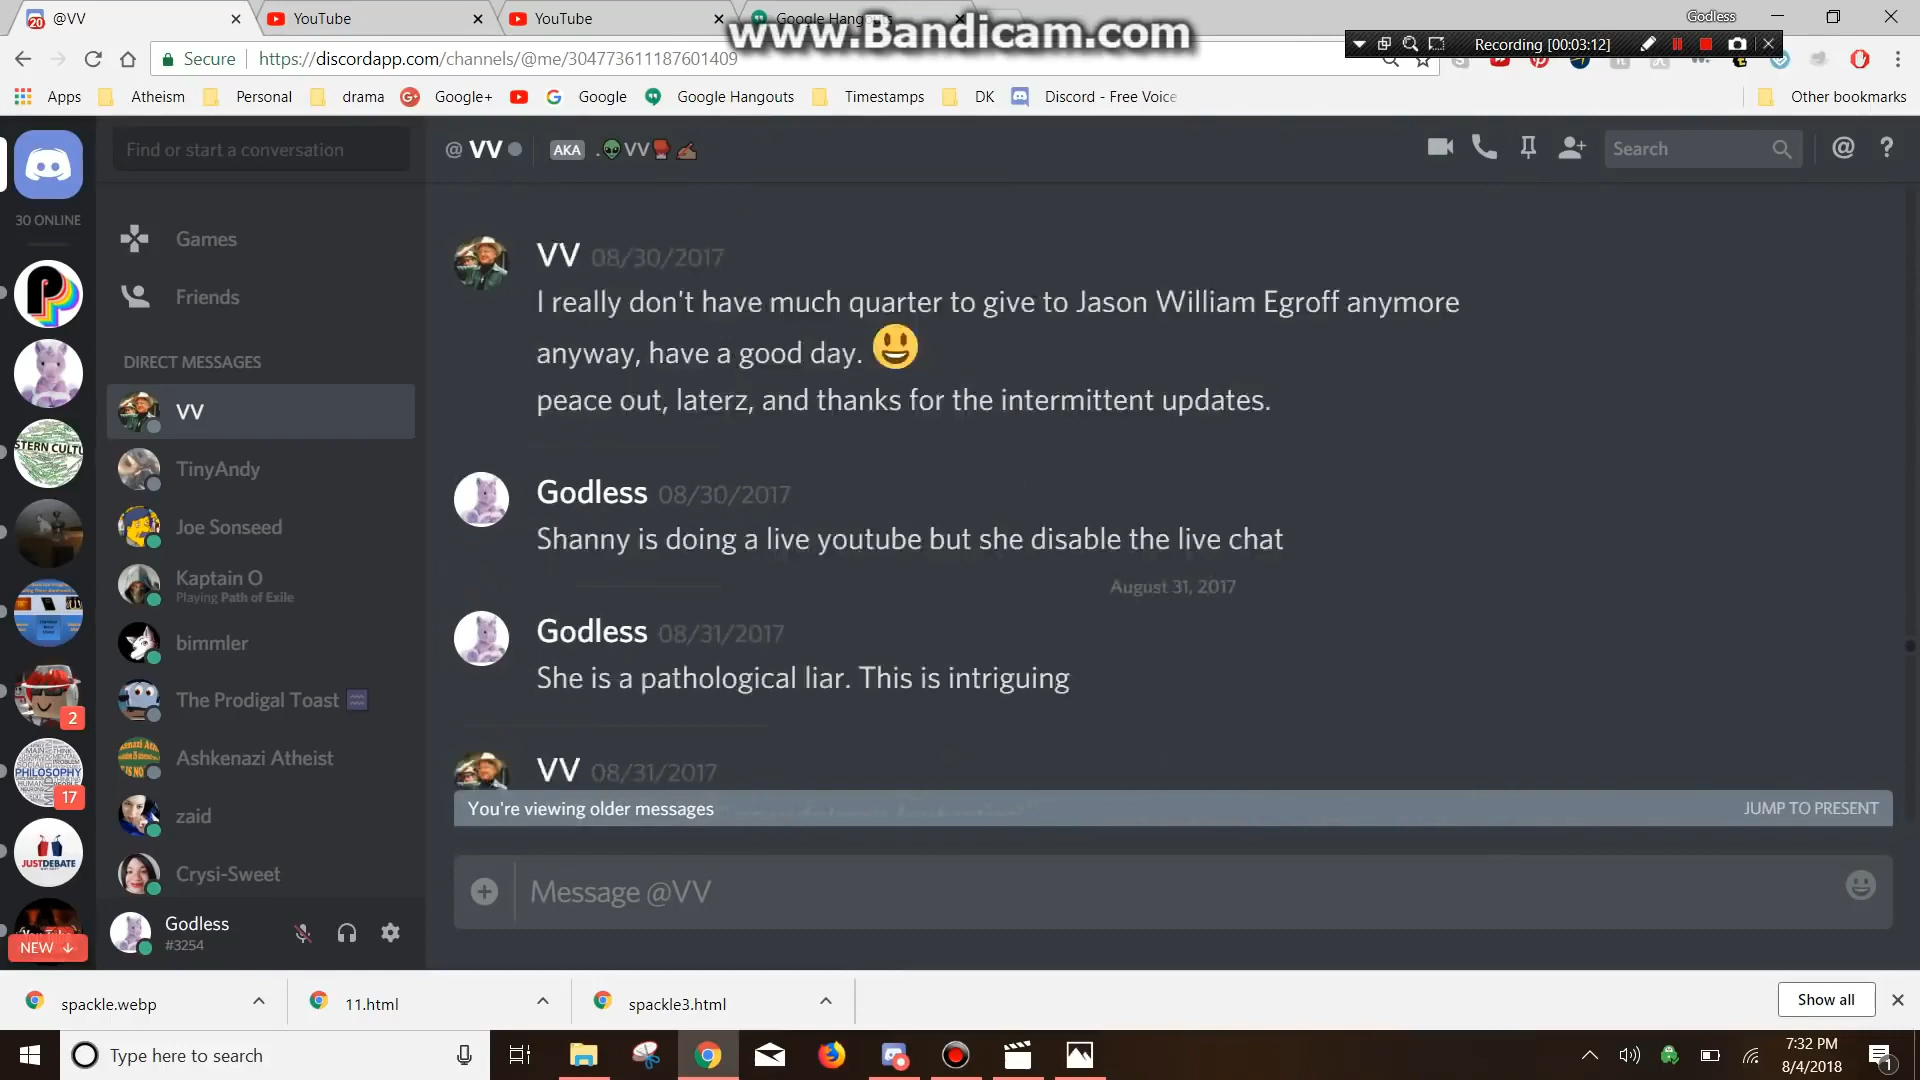 @VV
YouTube
YouTube
Google Hangouts
www.Bandicam.com
Godless
Recording [00:03:12]
Secure
https://discordapp.com/channels/@me/304773611187601409
Apps
Atheism
Personal
drama
Google+
Google
Google Hangouts
Timestamps
DK
Discord - Free Voice
Other bookmarks
Find or start a conversation
@ VV
AKA
.👽VV
Search
30 ONLINE
Games
Friends
DIRECT MESSAGES
VV
TinyAndy
Joe Sonseed
Kaptain O
Playing Path of Exile
bimmler
The Prodigal Toast
Ashkenazi Atheist
zaid
Crysi-Sweet
Godless
#3254
STERN CULTU
2
PHILOSOPHY
17
JUSTDEBATE
NEW
VV 08/30/2017
I really don't have much quarter to give to Jason William Egroff anymore
anyway, have a good day. 😃
peace out, laterz, and thanks for the intermittent updates.
Godless 08/30/2017
Shanny is doing a live youtube but she disable the live chat
August 31, 2017
Godless 08/31/2017
She is a pathological liar. This is intriguing
VV 08/31/2017
You're viewing older messages
JUMP TO PRESENT
Message @VV
spackle.webp
11.html
spackle3.html
Show all
Type here to search
7:32 PM
8/4/2018
1